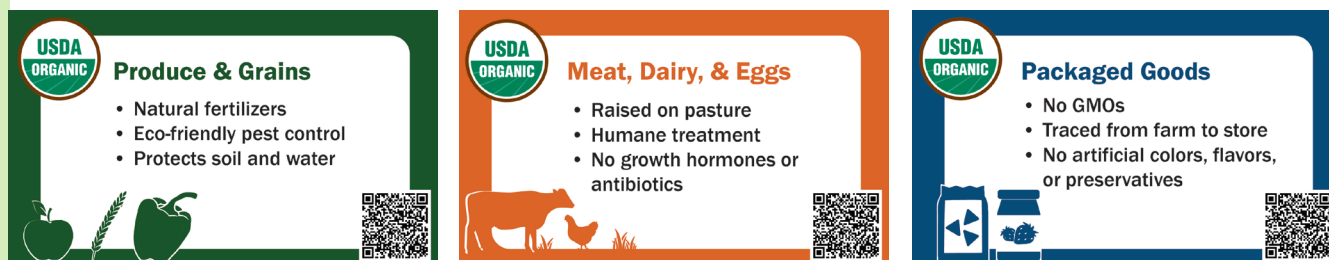 USDA
ORGANIC
Produce & Grains
• Natural fertilizers
• Eco-friendly pest control
• Protects soil and water
USDA
ORGANIC
Meat, Dairy, & Eggs
• Raised on pasture
• Humane treatment
• No growth hormones or
antibiotics
USDA
ORGANIC
Packaged Goods
• No GMOs
• Traced from farm to store
• No artificial colors, flavors,
or preservatives